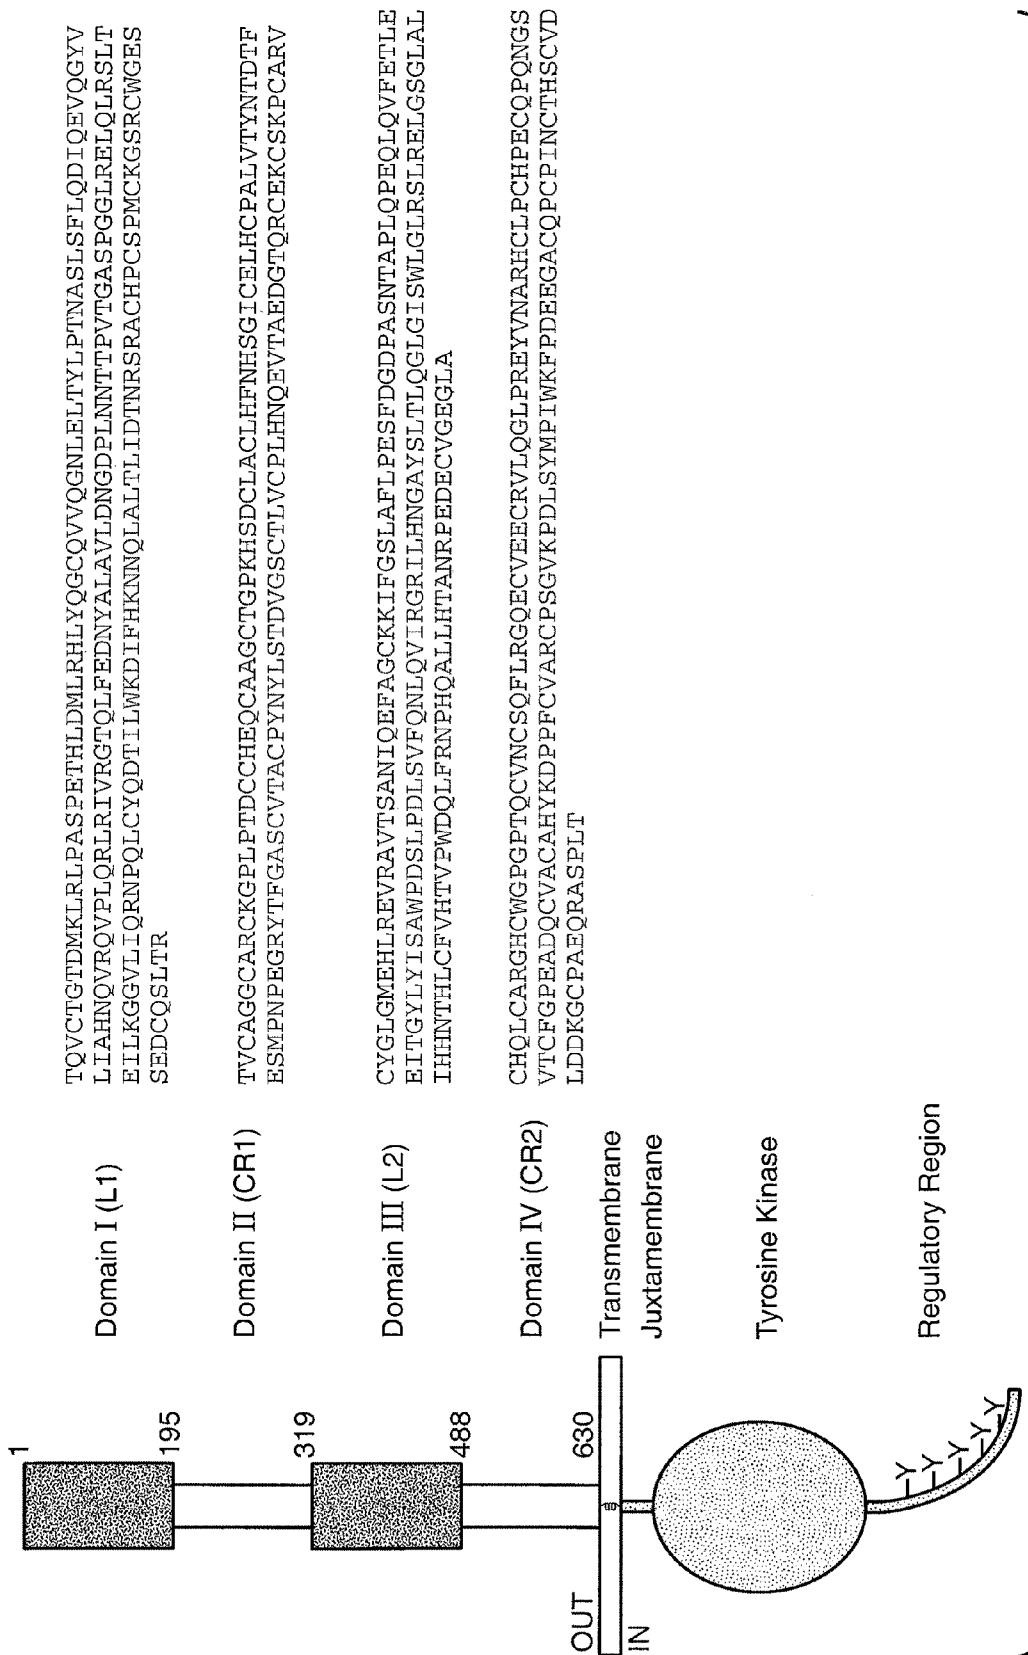 1
195
319
488
630
OUT
IN
Domain I (L1)
TQVCTGTDMKLRLPASPETHLDMLRHLYQGCQVVQGNLELTYLPTNASLSFLQDIQEVQGYV
LIAHNQVRQVPLQRLRIVRGTQLFEDNYALAVLDNGDPLNNTTPVTGASPGGLRELQLRSLT
EILKGGVLIQRNPQLCYQDTILWKDIFHKNNQLALTLIDTNRSRACHPCSPMCKGSRCWGES
SEDCQSLTR
Domain II (CR1)
TVCAGGCARCKGPLPTDCCHEQCAAGCTGPKHSDCLACLHFNHSGICELHCPALVTYNTDTF
ESMPNPEGRYTFGASCVTACPYNYLSTDVGSCTLVCPLHNQEVTAEDGTQRCEKCSKPCARV
Domain III (L2)
CYGLGMEHLREVRAVTSANIQEFAGCKKIFGSLAFLPESFDGDPASNTAPLQPEQLQVFETLE
EITGYLYISAWPDSLPDLSVFQNLQVIRGRILHNGAYSLTLQGLGISWLGLRSLRELGSGLAL
IHHNTHLCFVHTVPWDQLFRNPHQALLHTANRPEDECVGEGLA
Domain IV (CR2)
CHQLCARGHCWGPGPTQCVNCSQFLRGQECVEECRVLQGLPREYVNARHCLPCHPECQPQNGS
VTCFGPEADQCVACAHYKDPPFCVARCPSGVKPDLSYMPIWKFPDEEGACQPCPINCTHSCVD
LDDKGCPAEQRASPLT
Transmembrane
Juxtamembrane
Tyrosine Kinase
Regulatory Region
Y
Y
Y
Y
Y